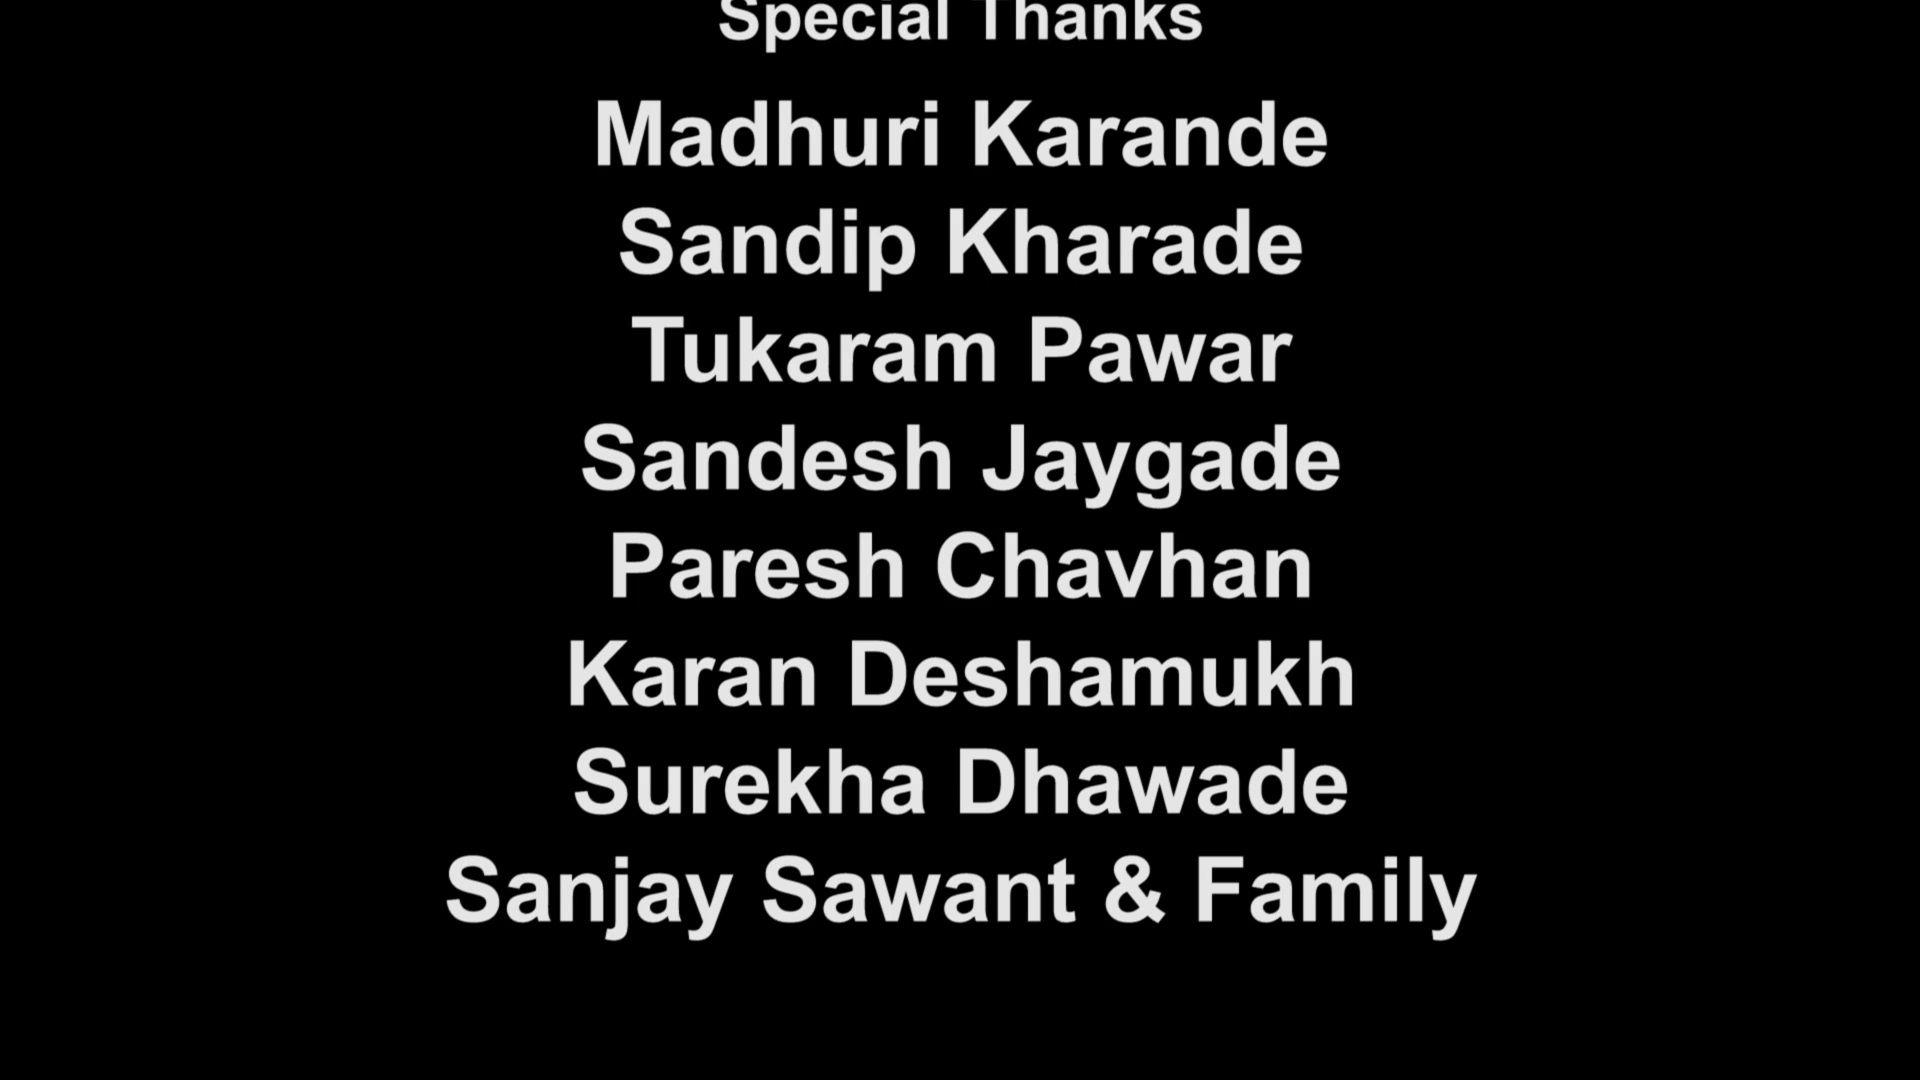 Special Thanks
Madhuri Karande
Sandip Kharade
Tukaram Pawar
Sandesh Jaygade
Paresh Chavhan
Karan Deshamukh
Surekha Dhawade
Sanjay Sawant & Family